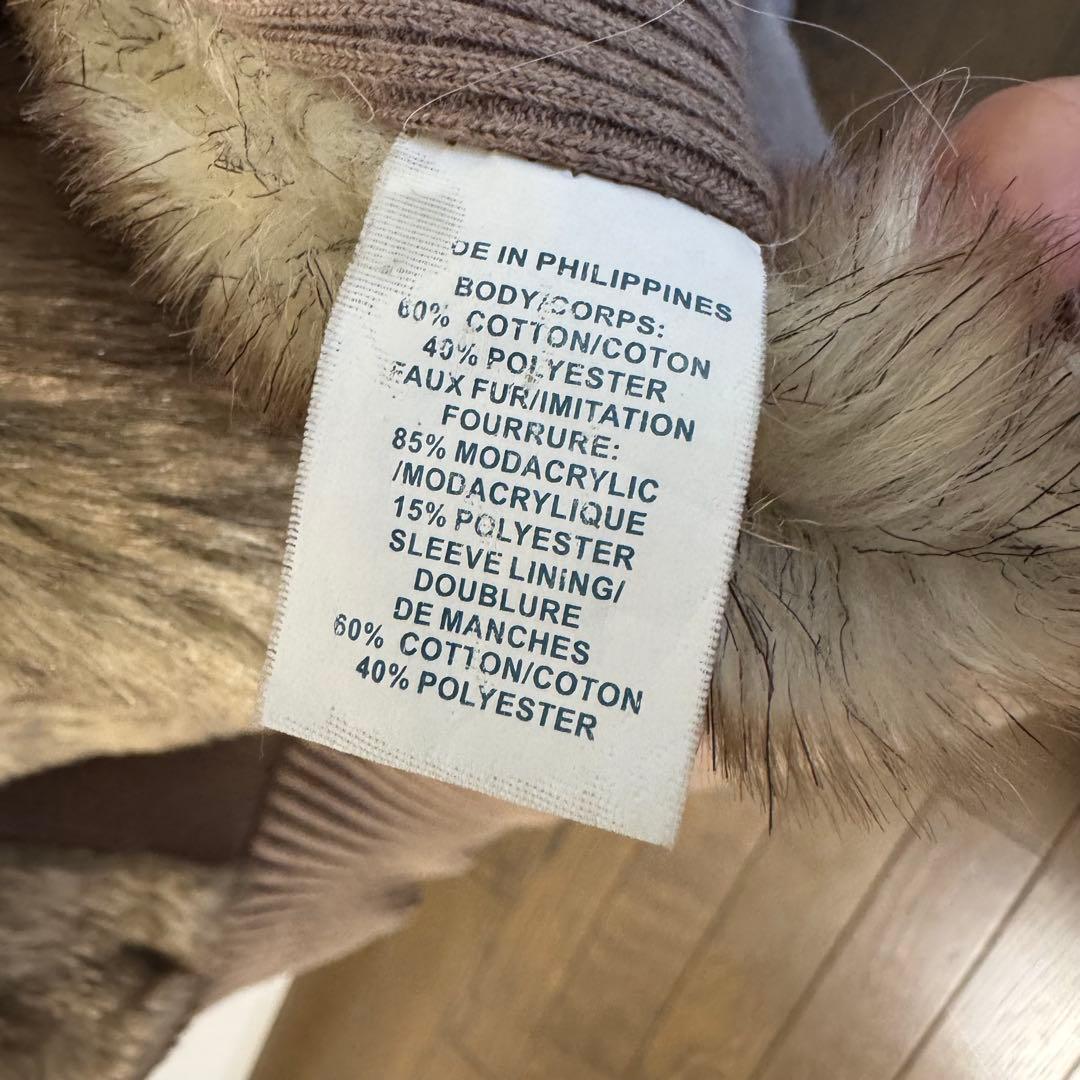 DE IN PHILIPPINES
BODY/CORPS:
60% COTTON/COTON
40% POLYESTER
FAUX FUR/IMITATION
FOURRURE:
85% MODACRYLIC
/MODACRYLIQUE
15% POLYESTER
SLEEVE LINING/
DOUBLURE
DE MANCHES
60% COTTON/COTON
40% POLYESTER